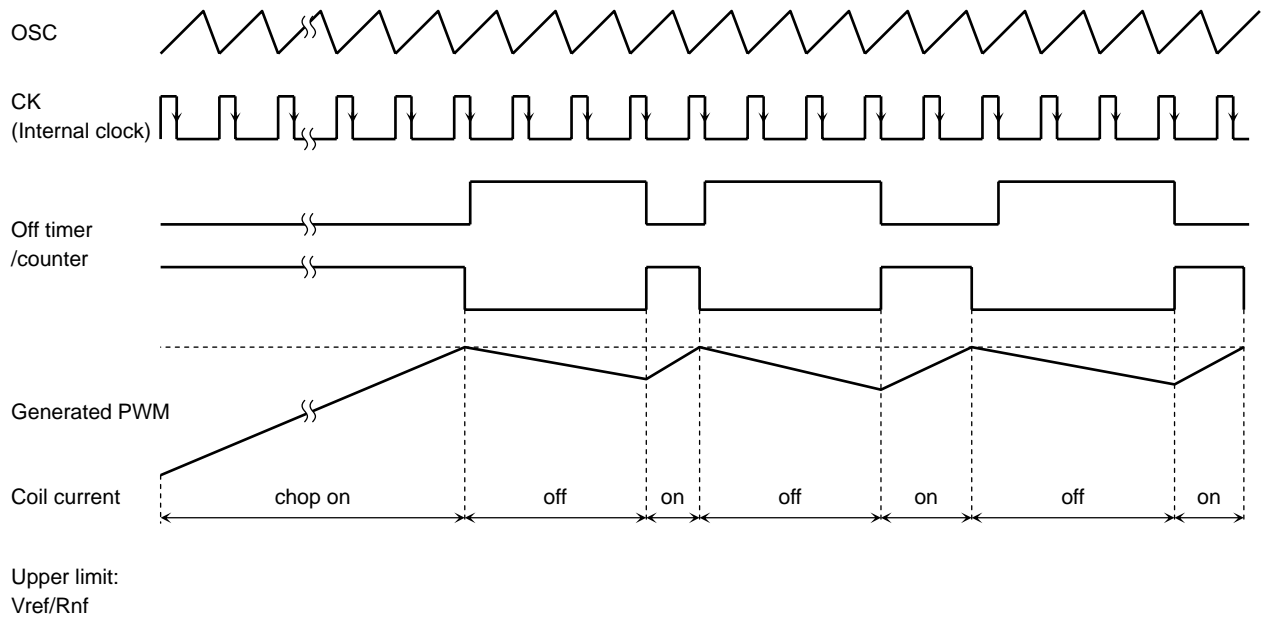 OSC
CK
(Internal clock)
Off timer
/counter
Generated PWM
Coil current
chop on
off
on
off
on
off
on
Upper limit:
Vref/Rnf